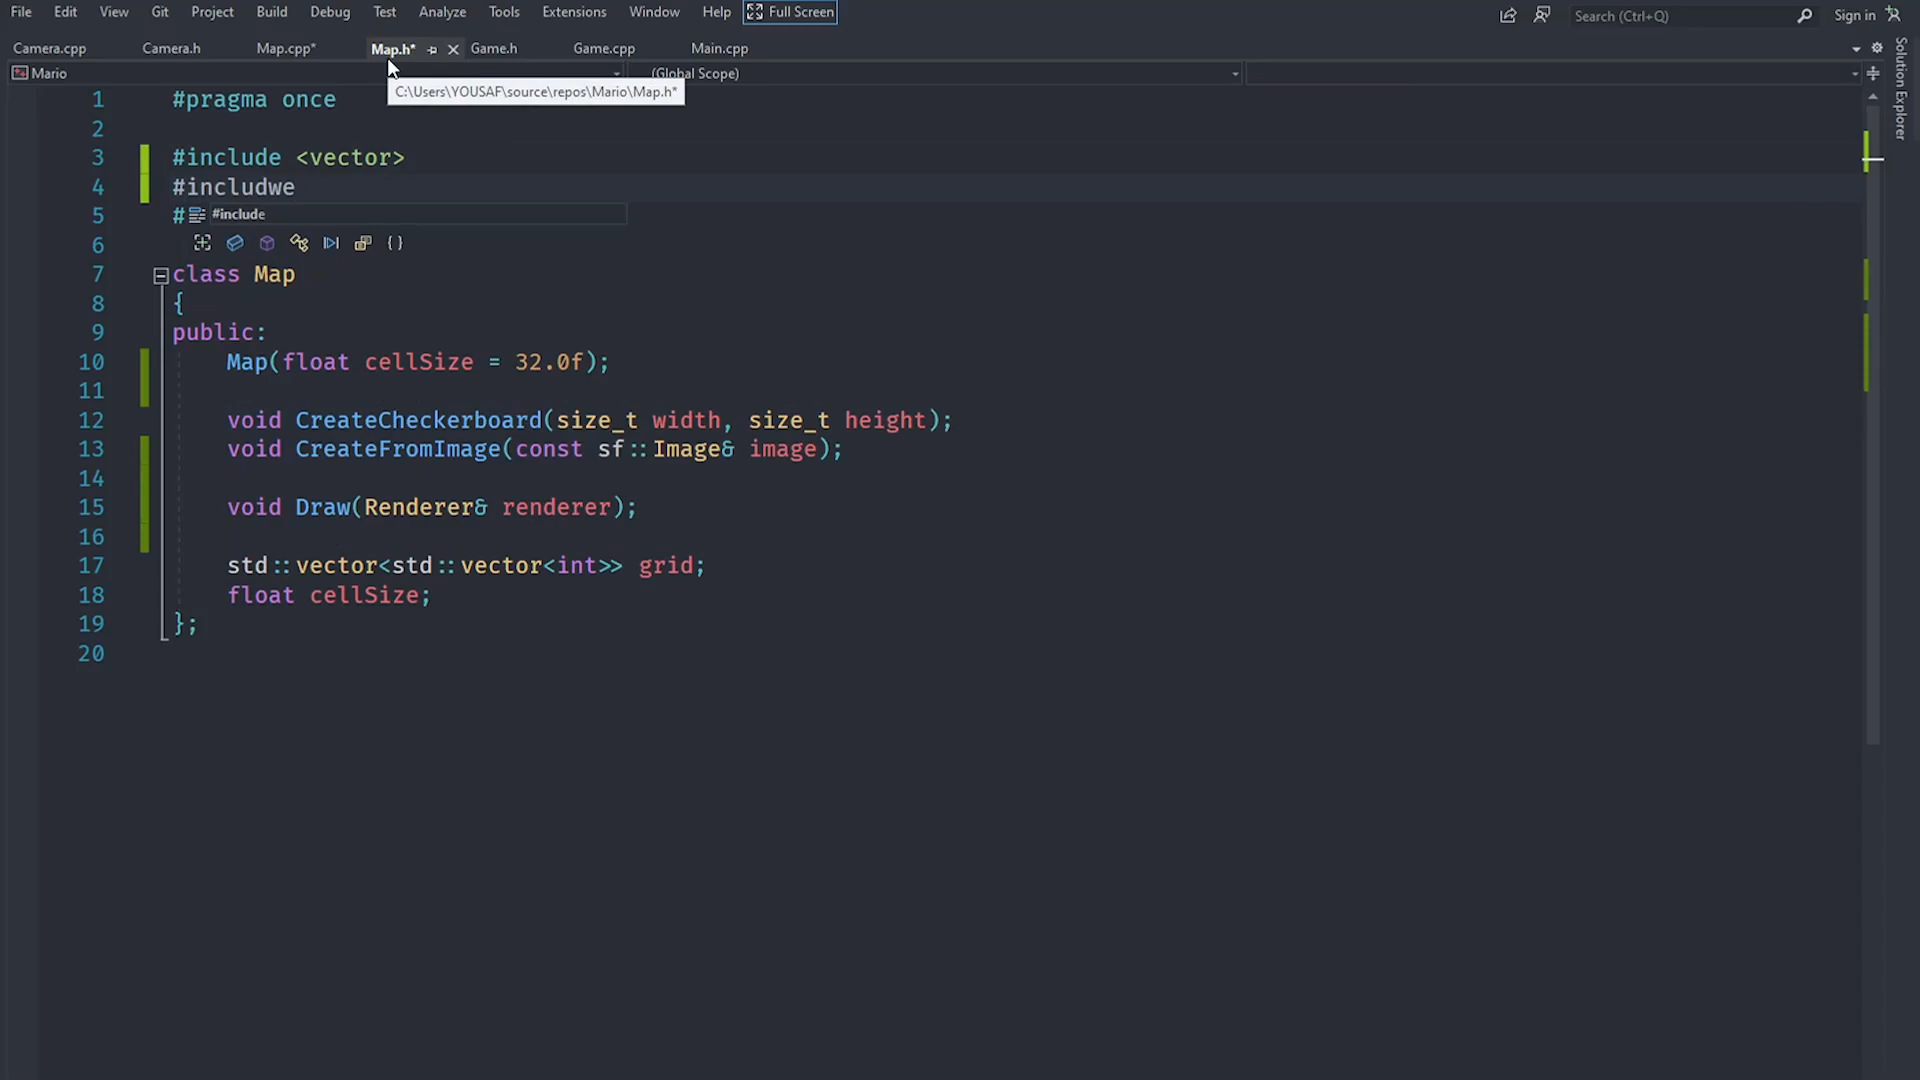 File Edit View Git Project Build Debug Test Analyze Tools Extensions Window Help Full Screen Search (Ctrl+Q) Sign in
Camera.cpp Camera.h Map.cpp* Map.h* Game.h Game.cpp Main.cpp
Mario (Global Scope)
C:\Users\YOUSAF\source\repos\Mario\Map.h*
Solution Explorer
1 #pragma once
2
3 #include <vector>
4 #includwe
5 # #include
6 { }
7 class Map
8 {
9 public:
10 Map(float cellSize = 32.0f);
11
12 void CreateCheckerboard(size_t width, size_t height);
13 void CreateFromImage(const sf::Image& image);
14
15 void Draw(Renderer& renderer);
16
17 std::vector<std::vector<int>> grid;
18 float cellSize;
19 };
20